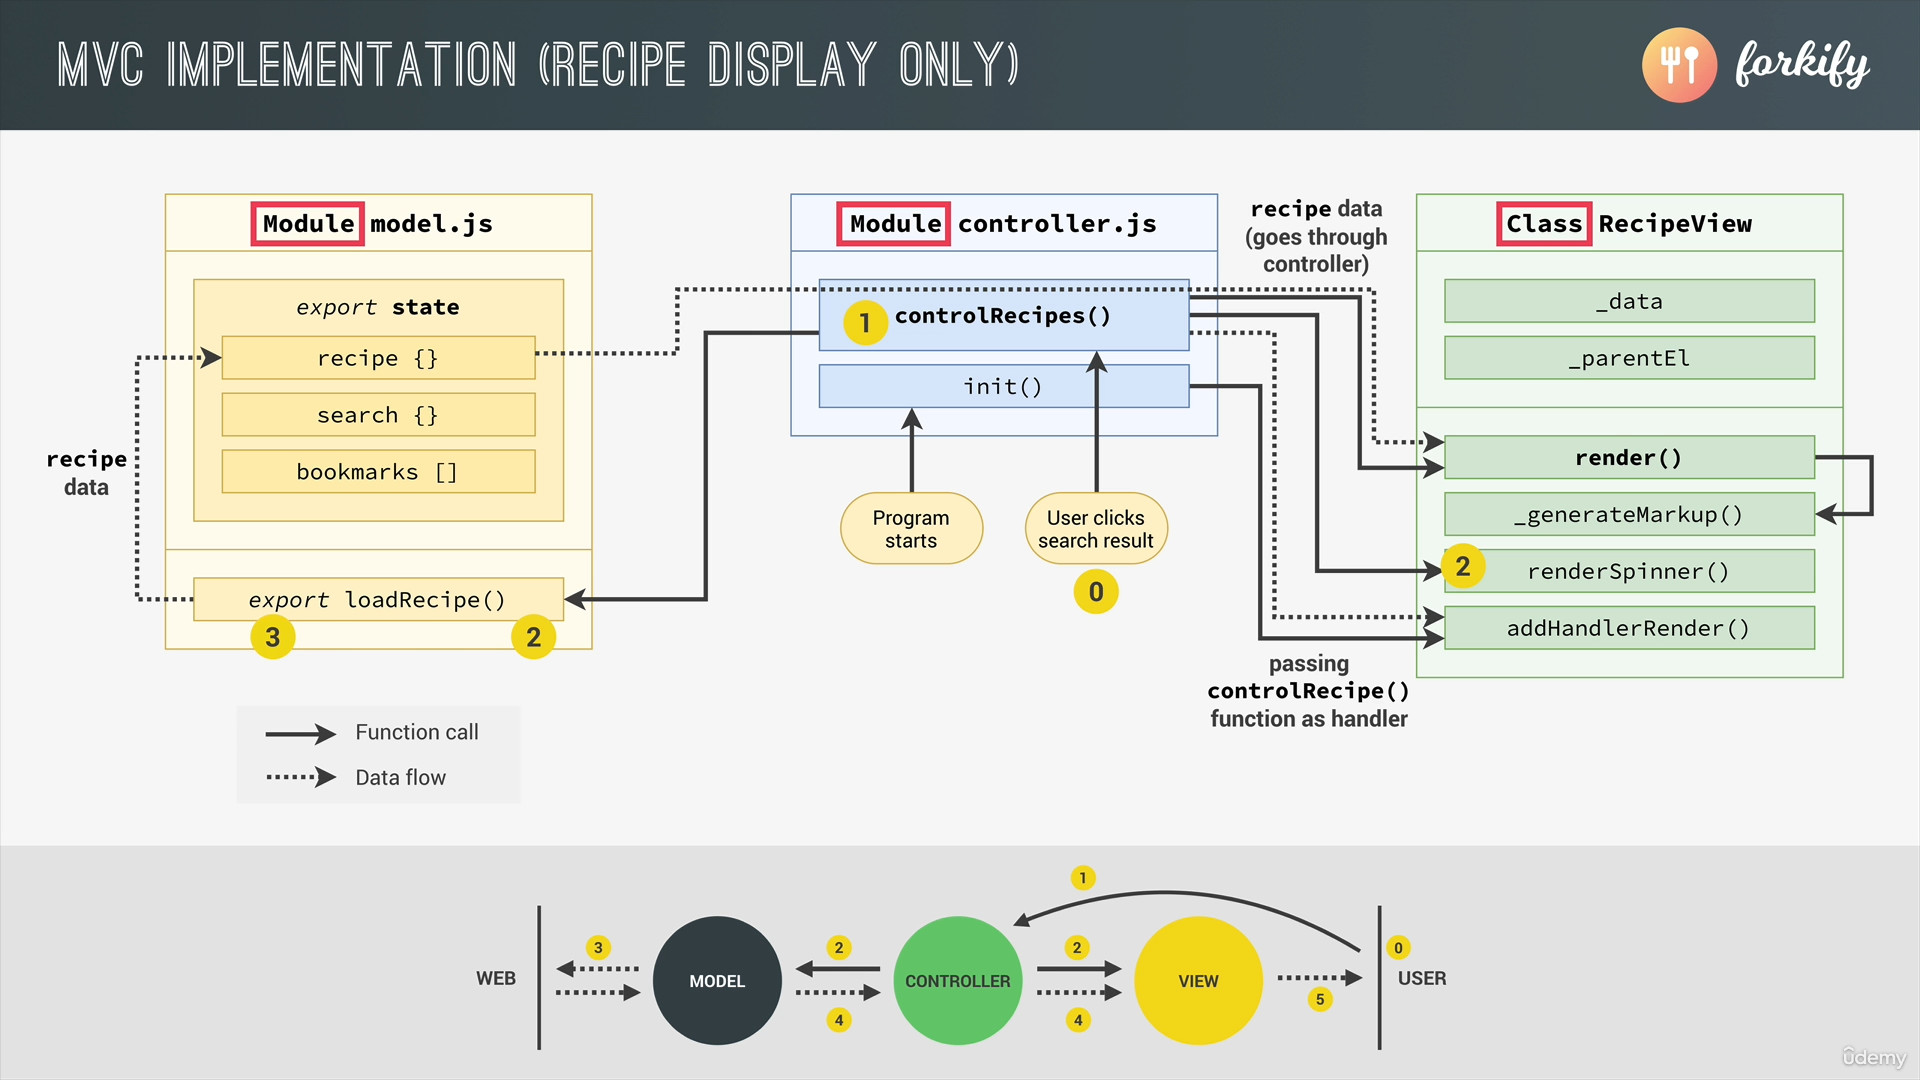 MVC IMPLEMENTATION (RECIPE DISPLAY ONLY)
forkify
Module model.js
export state
recipe {}
search {}
bookmarks []
export loadRecipe()
3
2
recipe
data
Module controller.js
1
controlRecipes()
init()
Program
starts
User clicks
search result
0
recipe data
(goes through
controller)
Class RecipeView
_data
_parentEl
render()
_generateMarkup()
2
renderSpinner()
addHandlerRender()
passing
controlRecipe()
function as handler
Function call
Data flow
WEB
3
MODEL
2
4
CONTROLLER
1
2
4
VIEW
5
0
USER
ûdemy